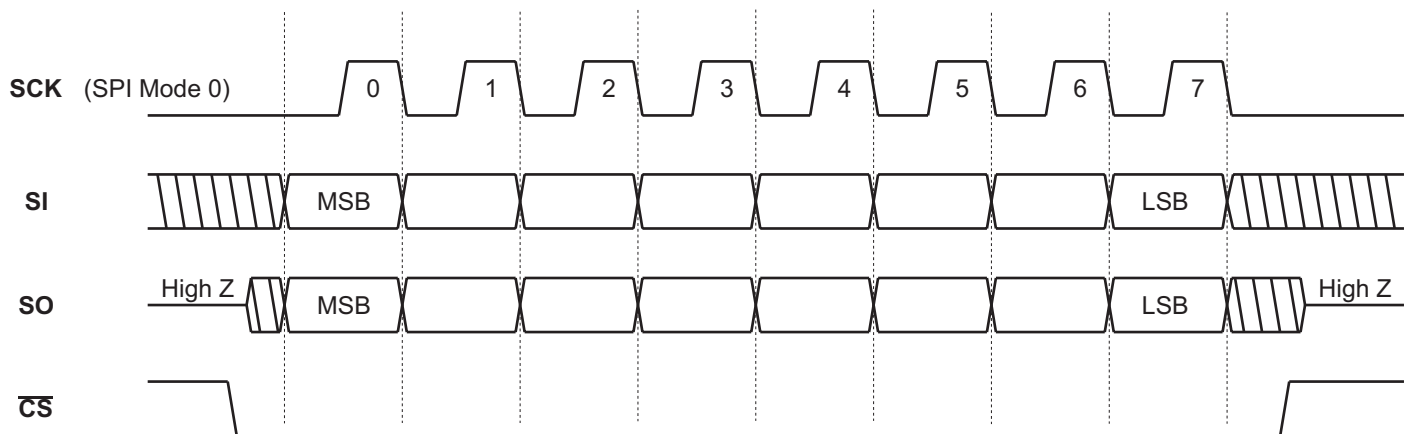 SCK (SPI Mode 0) 0 1 2 3 4 5 6 7
SI MSB LSB
SO High Z MSB LSB High Z
CS